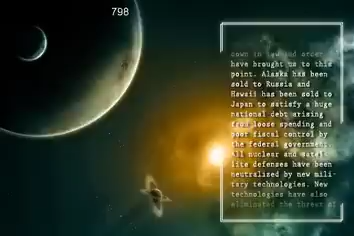 798
down in law and order
have brought us to this
point. Alaska has been
sold to Russia and
Hawaii has been sold to
Japan to satisfy a huge
national debt arising
from loose spending and
poor fiscal control by
the federal government.
All nuclear and satel-
lite defenses have been
neutralised by new mili-
tary technologies. New
technologies have also
eliminated the threat of